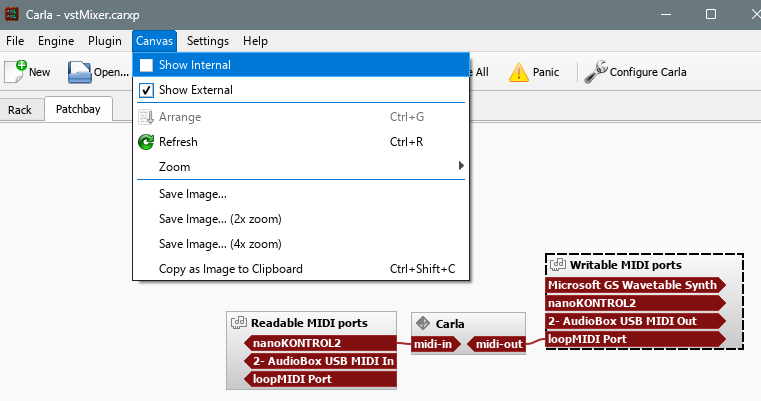 Carla - vstMixer.carxp
File Engine Plugin Canvas Settings Help
New Open... All Panic Configure Carla
Rack Patchbay
Show Internal
Show External
Arrange Ctrl+G
Refresh Ctrl+R
Zoom
Save Image...
Save Image... (2x zoom)
Save Image... (4x zoom)
Copy as Image to Clipboard Ctrl+Shift+C
Readable MIDI ports
nanoKONTROL2
2- AudioBox USB MIDI In
loopMIDI Port
Carla
midi-in midi-out
Writable MIDI ports
Microsoft GS Wavetable Synth
nanoKONTROL2
2- AudioBox USB MIDI Out
loopMIDI Port